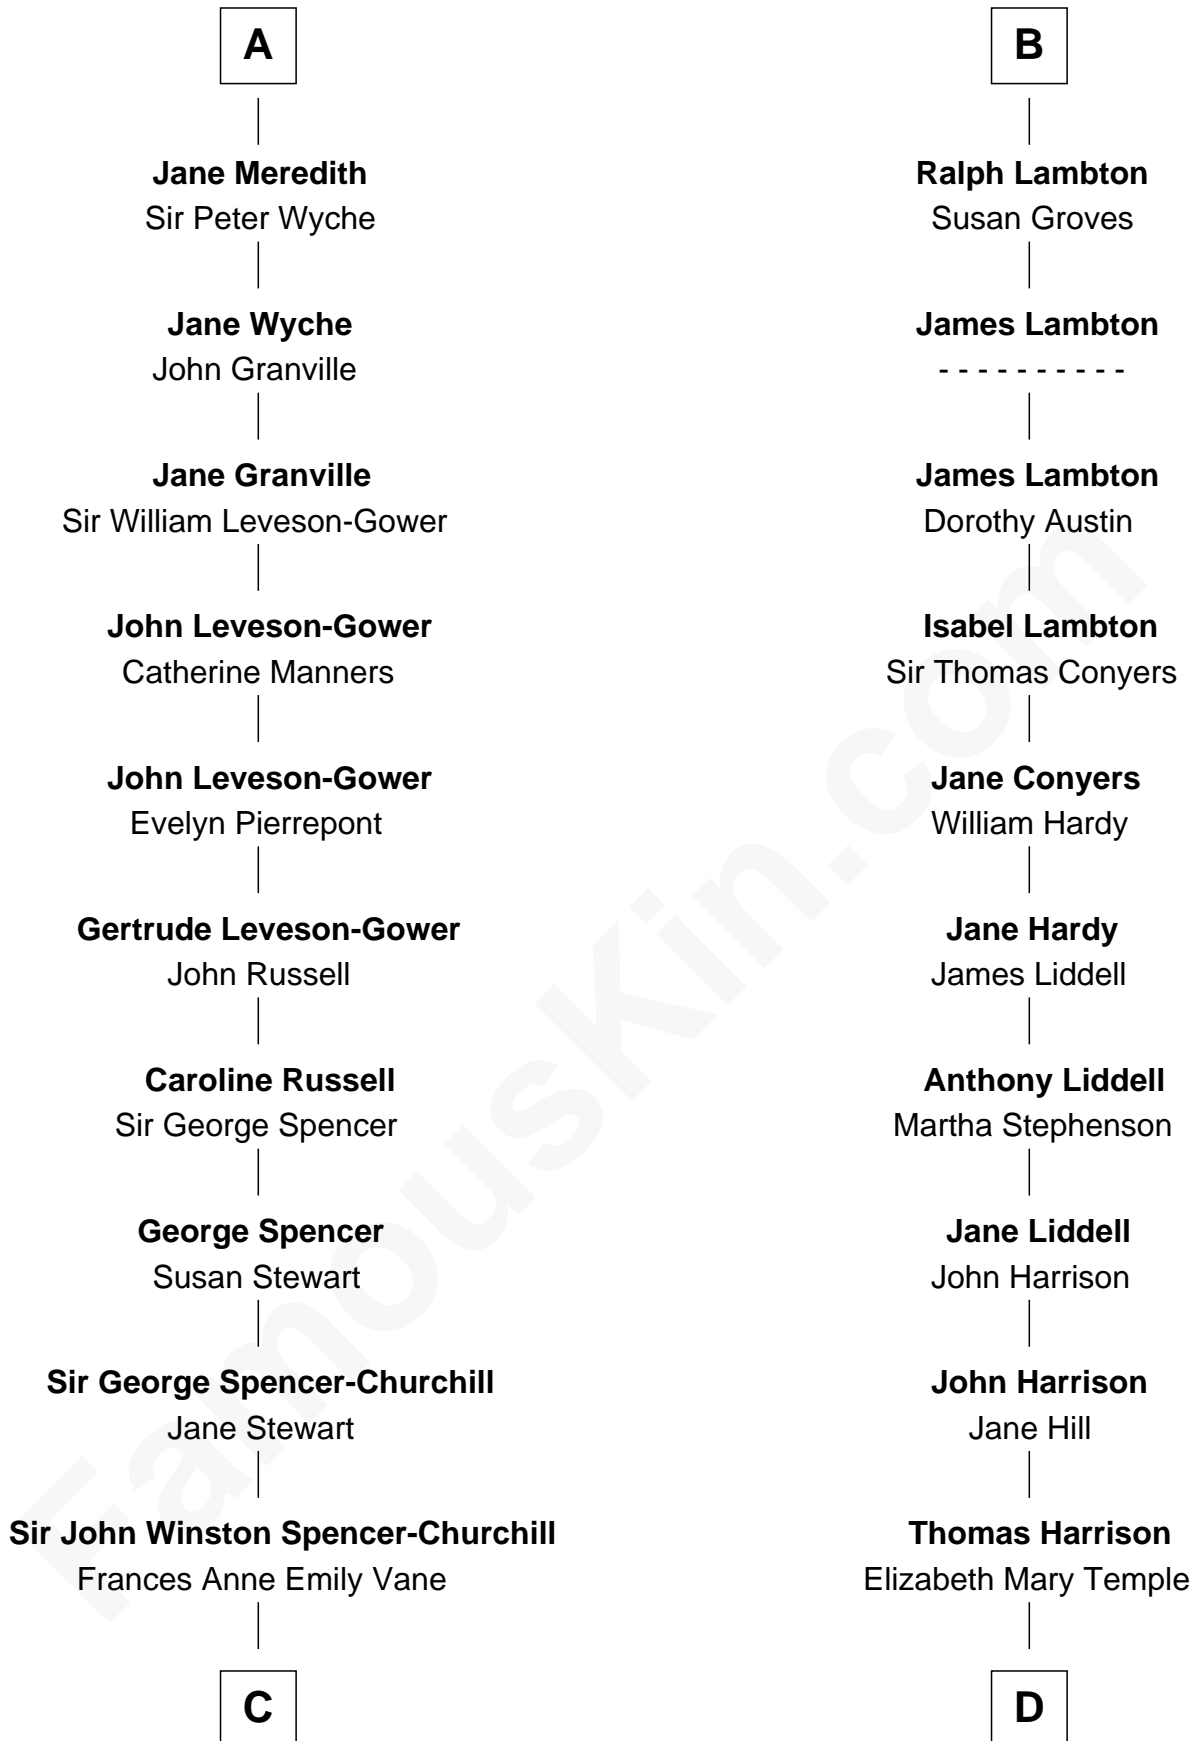 A
Jane Meredith
Sir Peter Wyche
Jane Wyche
John Granville
Jane Granville
Sir William Leveson-Gower
John Leveson-Gower
Catherine Manners
John Leveson-Gower
Evelyn Pierrepont
Gertrude Leveson-Gower
John Russell
Caroline Russell
Sir George Spencer
George Spencer
Susan Stewart
Sir George Spencer-Churchill
Jane Stewart
Sir John Winston Spencer-Churchill
Frances Anne Emily Vane
C
B
Ralph Lambton
Susan Groves
James Lambton
- - - - - - - - - -
James Lambton
Dorothy Austin
Isabel Lambton
Sir Thomas Conyers
Jane Conyers
William Hardy
Jane Hardy
James Liddell
Anthony Liddell
Martha Stephenson
Jane Liddell
John Harrison
John Harrison
Jane Hill
Thomas Harrison
Elizabeth Mary Temple
D
FamousKin.com